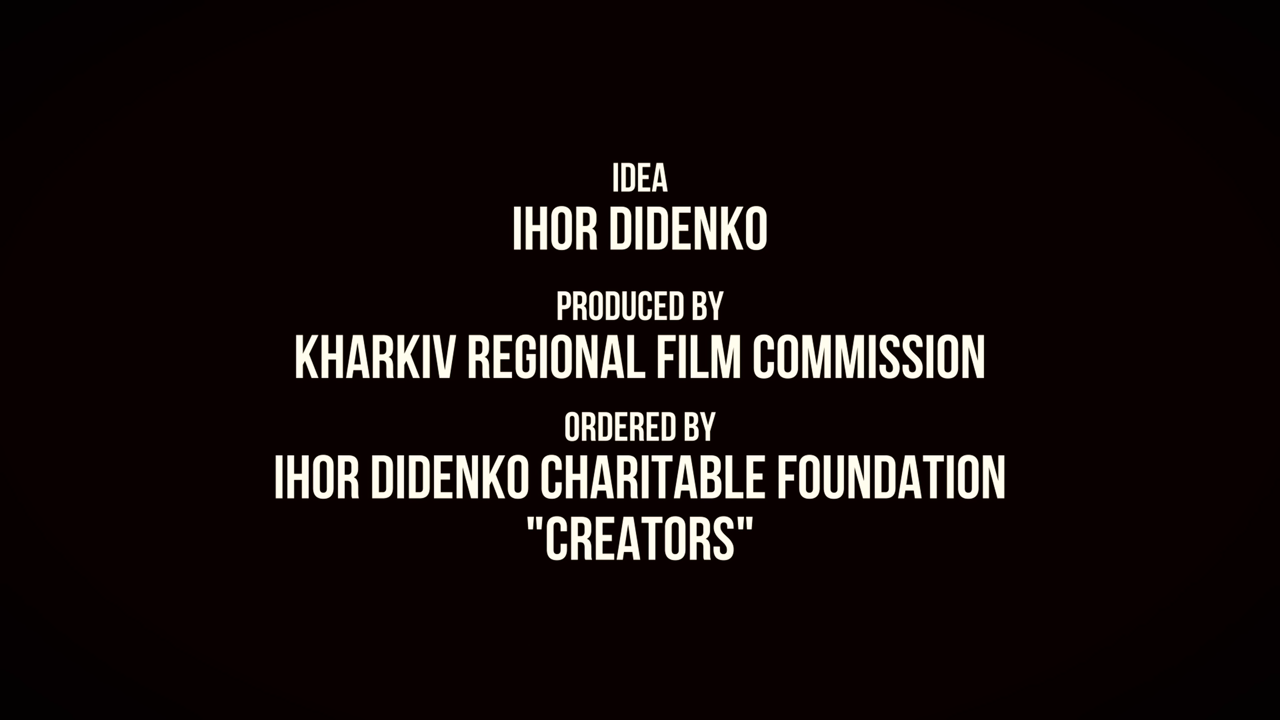 IDEA
IHOR DIDENKO
PRODUCED BY
KHARKIV REGIONAL FILM COMMISSION
ORDERED BY
IHOR DIDENKO CHARITABLE FOUNDATION
"CREATORS"